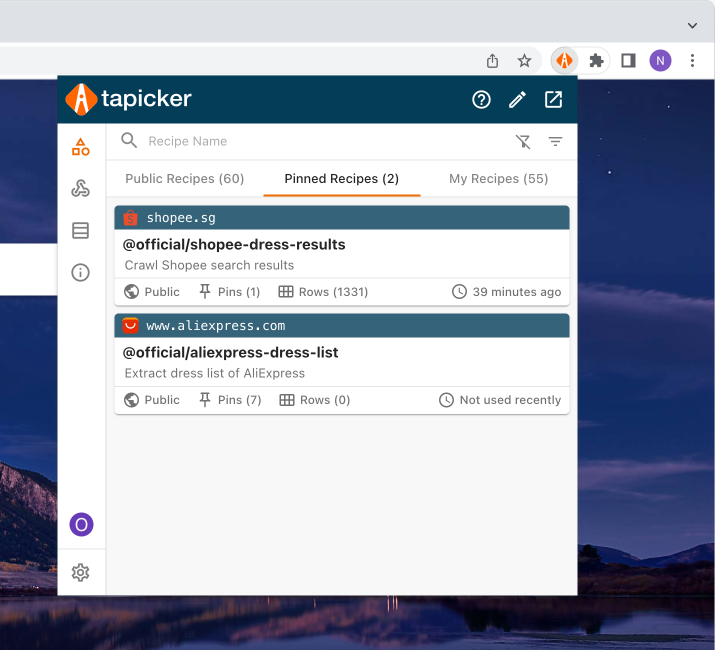 N
tapicker
Recipe Name
Public Recipes (60) Pinned Recipes (2) My Recipes (55)
shopee.sg
@official/shopee-dress-results
Crawl Shopee search results
Public Pins (1) Rows (1331) 39 minutes ago
www.aliexpress.com
@official/aliexpress-dress-list
Extract dress list of AliExpress
Public Pins (7) Rows (0) Not used recently
O